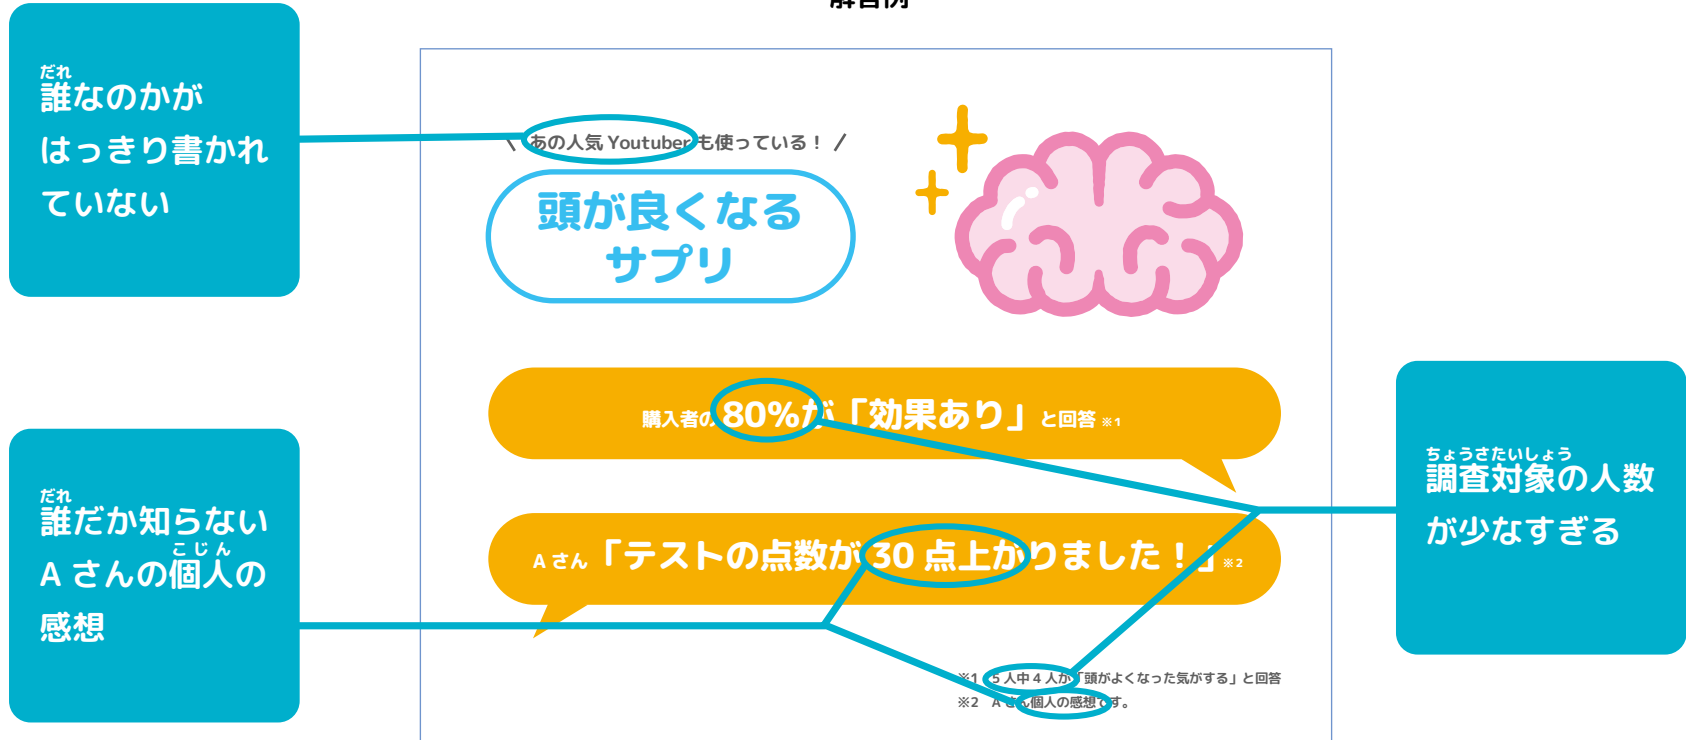 解答例
だれ
誰なのかが
はっきり書かれ
ていない
\ あの人気 Youtuber も使っている！ /
頭が良くなる
サプリ
購入者の 80%が「効果あり」と回答 ※1
A さん「テストの点数が 30 点上がりました！」※2
※1 5 人中 4 人が「頭がよくなった気がする」と回答
※2 A さん個人の感想です。
だれ
誰だか知らない
こじん
A さんの個人の
感想
ちょうさたいしょう
調査対象の人数
が少なすぎる